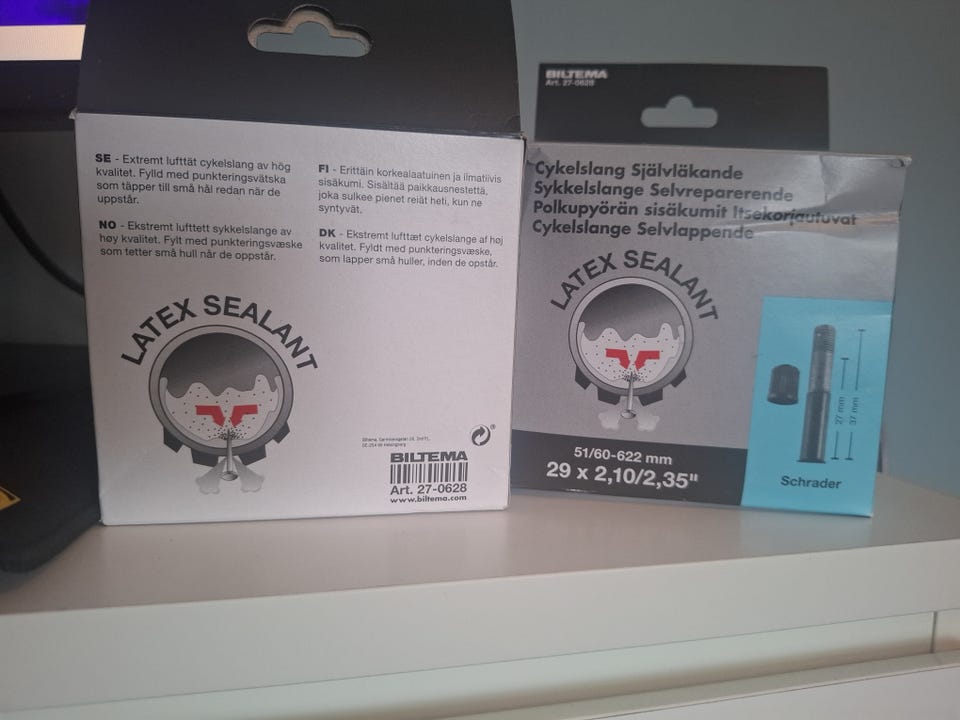 SE - Extremt lufttät cykelslang av hög
kvalitet. Fylld med punkteringsvätska
som täpper till små hål redan när de
uppstår.
NO - Ekstremt lufttett sykkelslange av
høy kvalitet. Fylt med punkteringsvæske
som tetter små hull når de oppstår.
FI - Erittäin korkealaatuinen ja ilmatiivis
sisäkumi. Sisältää paikkausnestettä,
joka sulkee pienet reiät heti, kun ne
syntyvät.
DK - Ekstremt lufttæt cykelslange af høj
kvalitet. Fyldt med punkteringsvæske,
som lapper små huller, inden de opstår.
LATEX SEALANT
BILTEMA
Art. 27-0628
www.biltema.com
BILTEMA
Art. 27-0628
Cykelslang Självläkande
Sykkelslange Selvreparerende
Polkupyörän sisäkumit Itsekorjautuvat
Cykelslange Selvlappende
LATEX SEALANT
51/60-622 mm
29 x 2,10/2,35"
27 mm
37 mm
Schrader